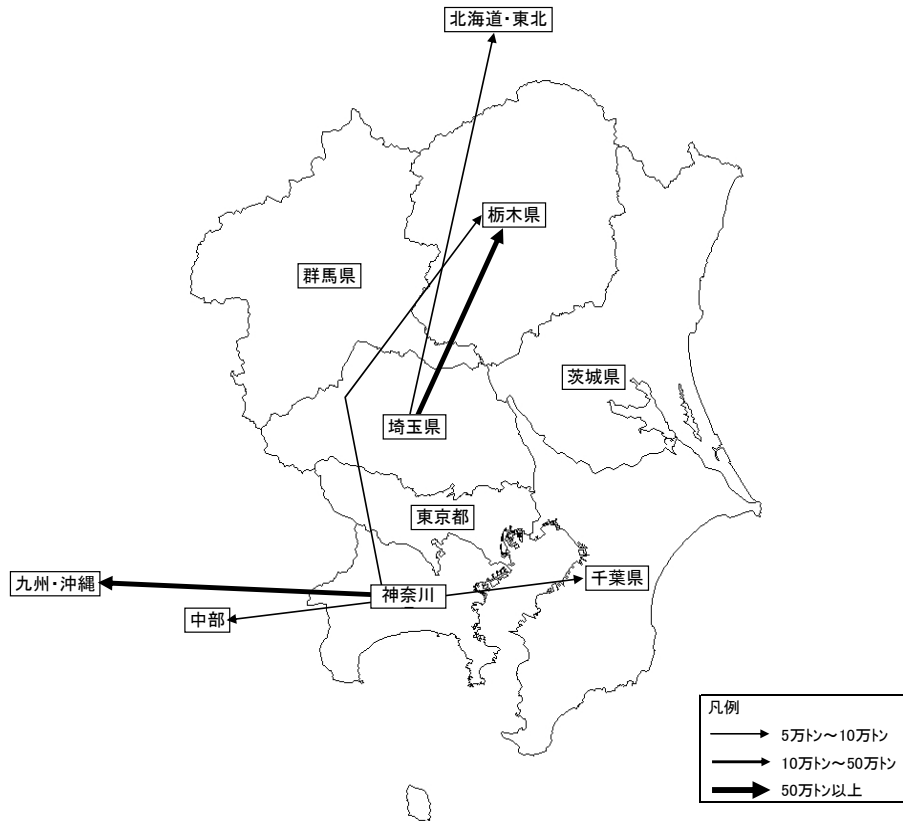 北海道・東北
栃木県
群馬県
茨城県
埼玉県
東京都
九州・沖縄
神奈川
千葉県
中部
凡例
5万トン～10万トン
10万トン～50万トン
50万トン以上